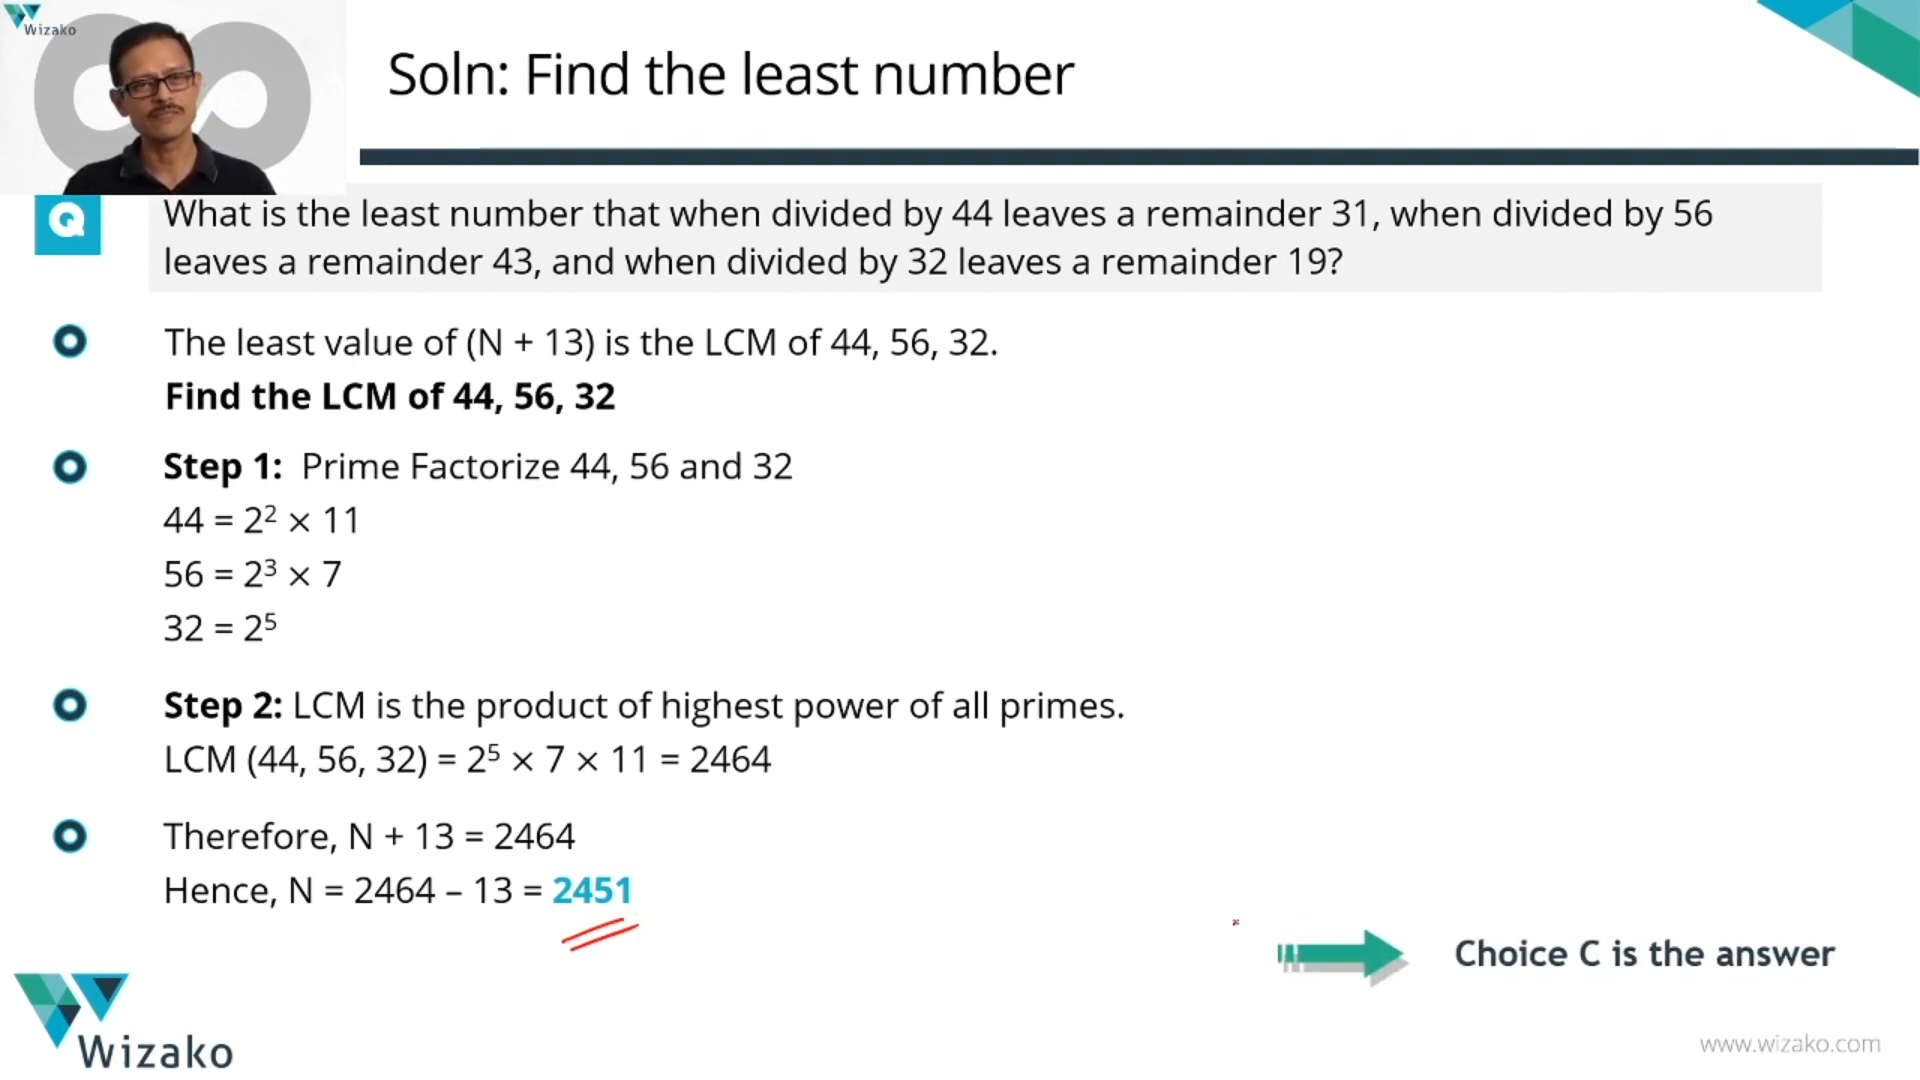 Wizako
Soln: Find the least number
Q
What is the least number that when divided by 44 leaves a remainder 31, when divided by 56
leaves a remainder 43, and when divided by 32 leaves a remainder 19?
The least value of (N + 13) is the LCM of 44, 56, 32.
Find the LCM of 44, 56, 32
Step 1: Prime Factorize 44, 56 and 32
44 = 2² × 11
56 = 2³ × 7
32 = 2⁵
Step 2: LCM is the product of highest power of all primes.
LCM (44, 56, 32) = 2⁵ × 7 × 11 = 2464
Therefore, N + 13 = 2464
Hence, N = 2464 – 13 = 2451
Choice C is the answer
Wizako
www.wizako.com